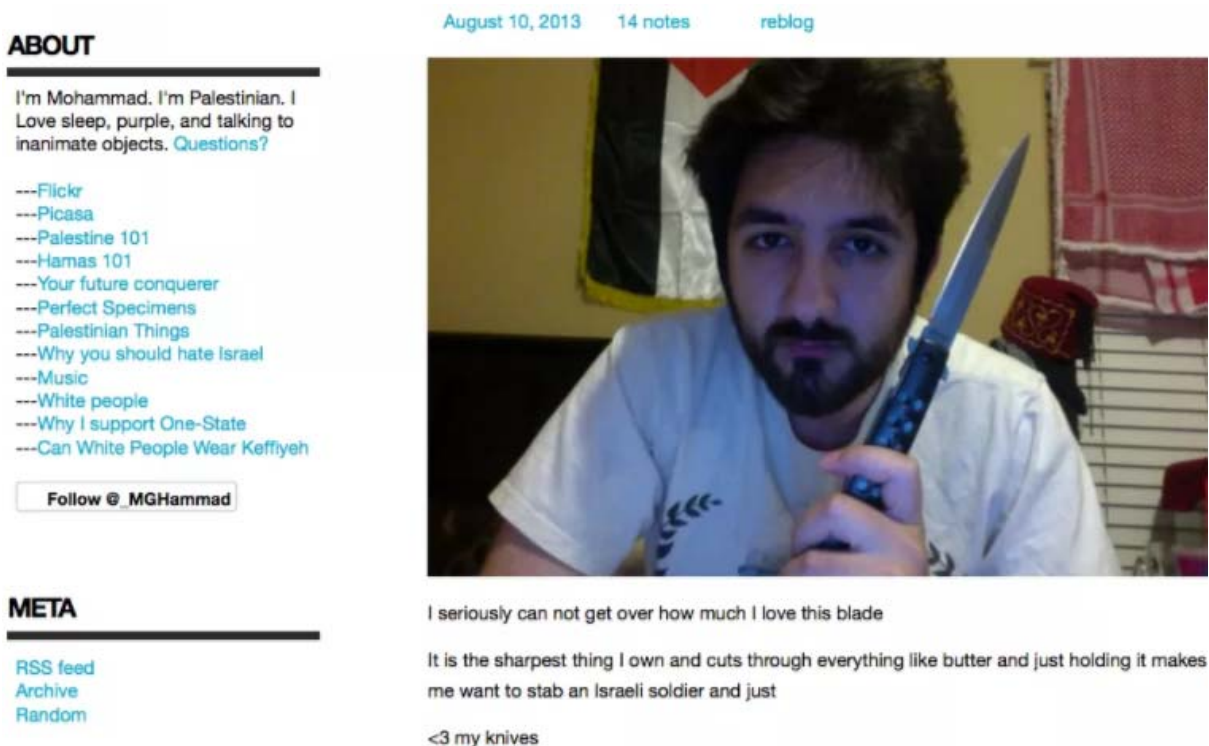 August 10, 2013 14 notes reblog
ABOUT
I'm Mohammad. I'm Palestinian. I
Love sleep, purple, and talking to
inanimate objects. Questions?
---Flickr
---Picasa
---Palestine 101
---Hamas 101
---Your future conquerer
---Perfect Specimens
---Palestinian Things
---Why you should hate Israel
---Music
---White people
---Why I support One-State
---Can White People Wear Keffiyeh
Follow @_MGHammad
META
RSS feed
Archive
Random
I seriously can not get over how much I love this blade
It is the sharpest thing I own and cuts through everything like butter and just holding it makes
me want to stab an Israeli soldier and just
<3 my knives